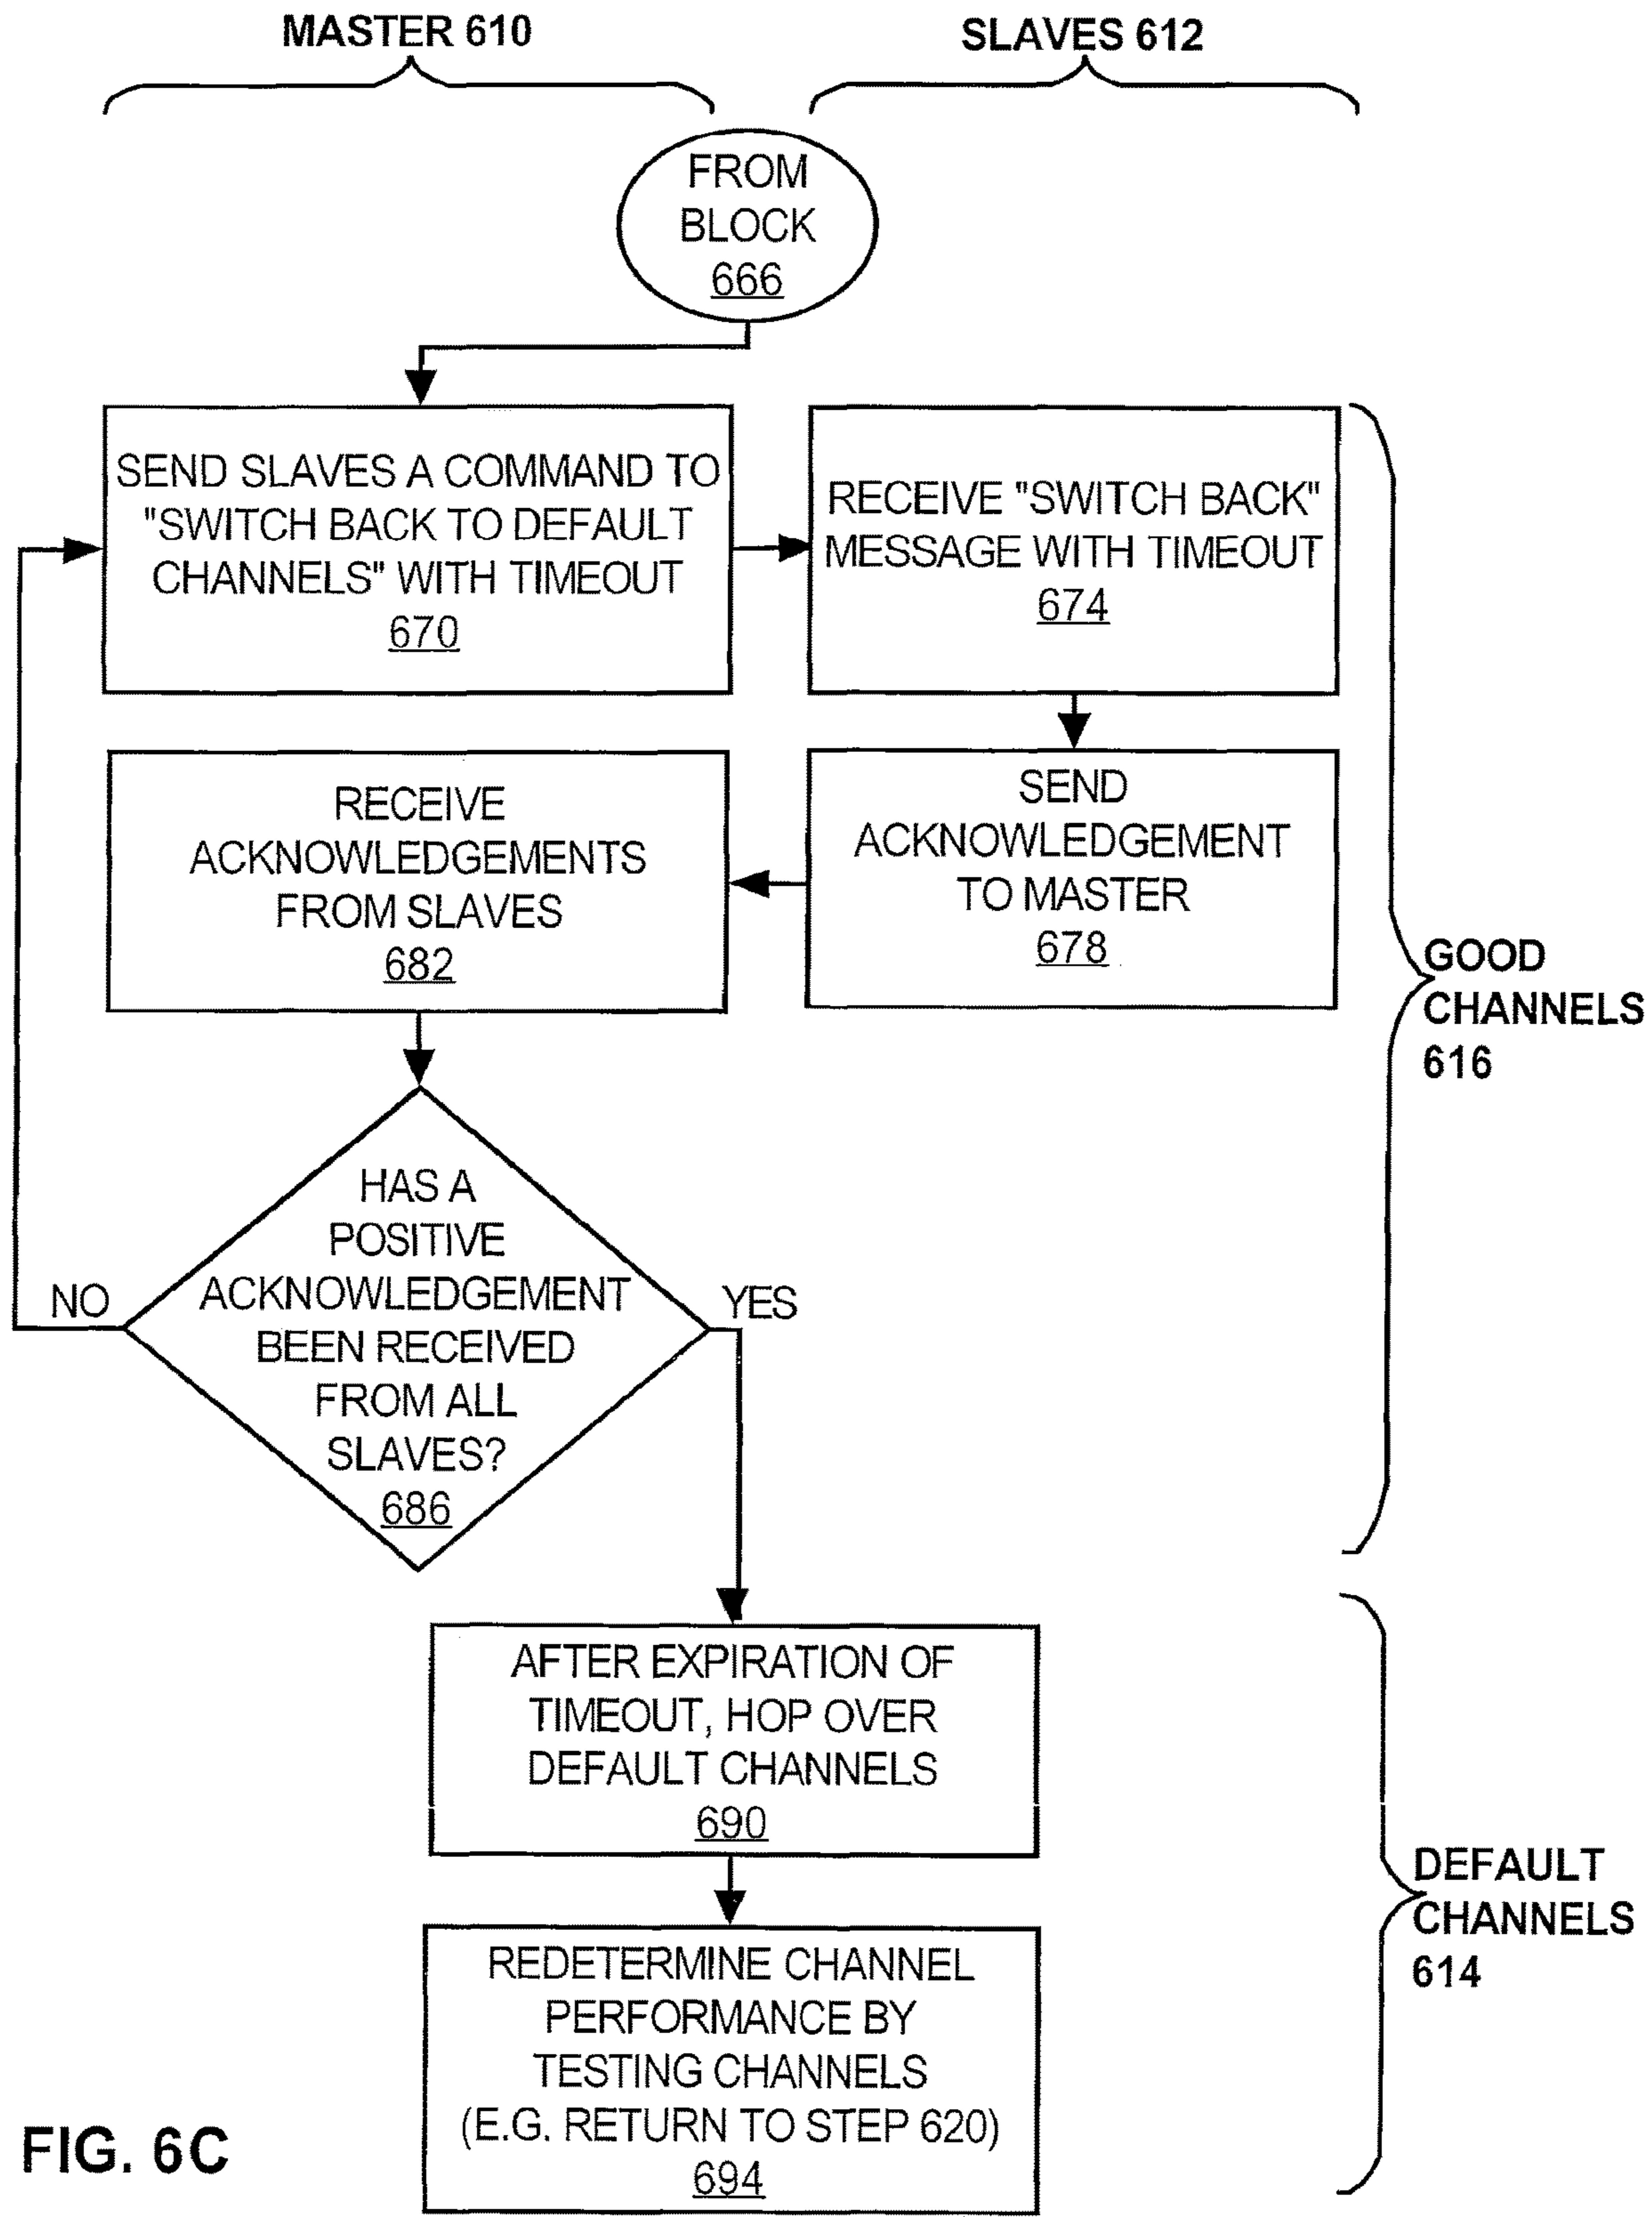 MASTER 610
SLAVES 612
FROM
BLOCK
666
SEND SLAVES A COMMAND TO
"SWITCH BACK TO DEFAULT
CHANNELS" WITH TIMEOUT
670
RECEIVE "SWITCH BACK"
MESSAGE WITH TIMEOUT
674
RECEIVE
ACKNOWLEDGEMENTS
FROM SLAVES
682
SEND
ACKNOWLEDGEMENT
TO MASTER
678
GOOD
CHANNELS
616
HAS A
POSITIVE
ACKNOWLEDGEMENT
BEEN RECEIVED
FROM ALL
SLAVES?
686
NO
YES
AFTER EXPIRATION OF
TIMEOUT, HOP OVER
DEFAULT CHANNELS
690
DEFAULT
CHANNELS
614
REDETERMINE CHANNEL
PERFORMANCE BY
TESTING CHANNELS
(E.G. RETURN TO STEP 620)
694
FIG. 6C